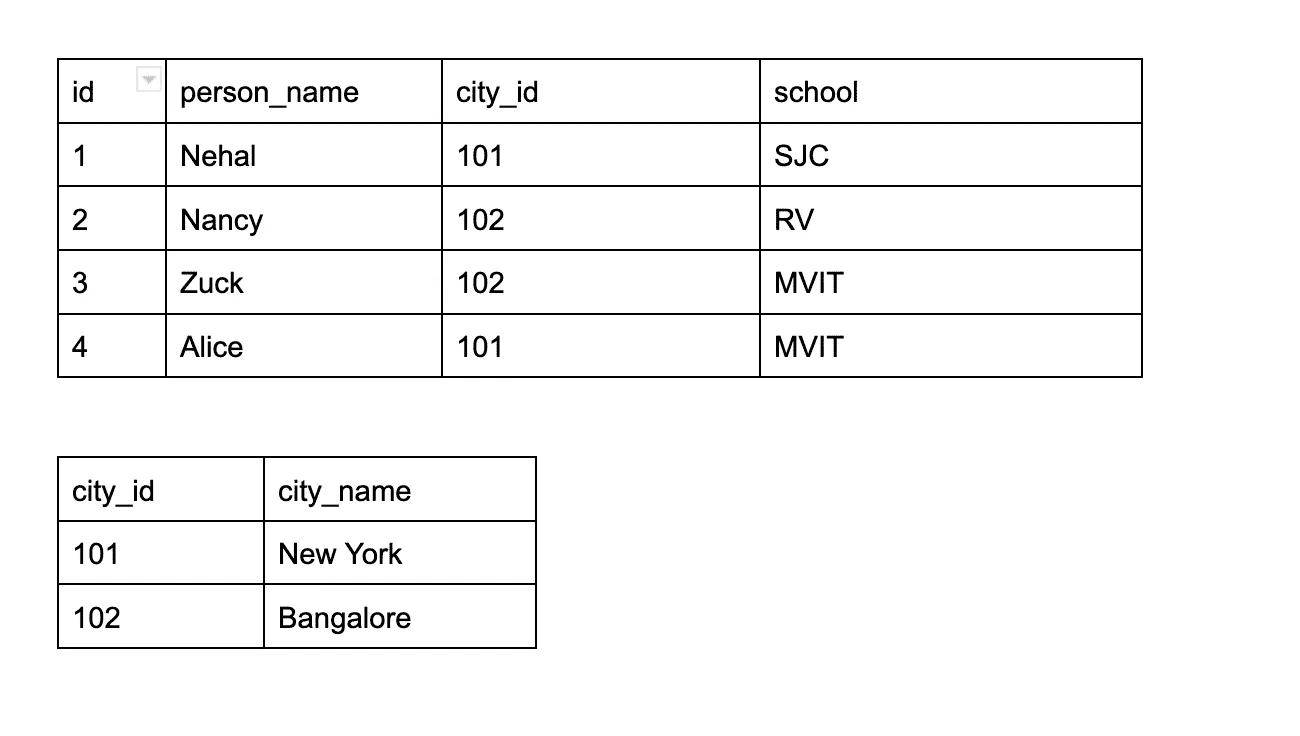 id person_name city_id school
1 Nehal 101 SJC
2 Nancy 102 RV
3 Zuck 102 MVIT
4 Alice 101 MVIT
city_id city_name
101 New York
102 Bangalore